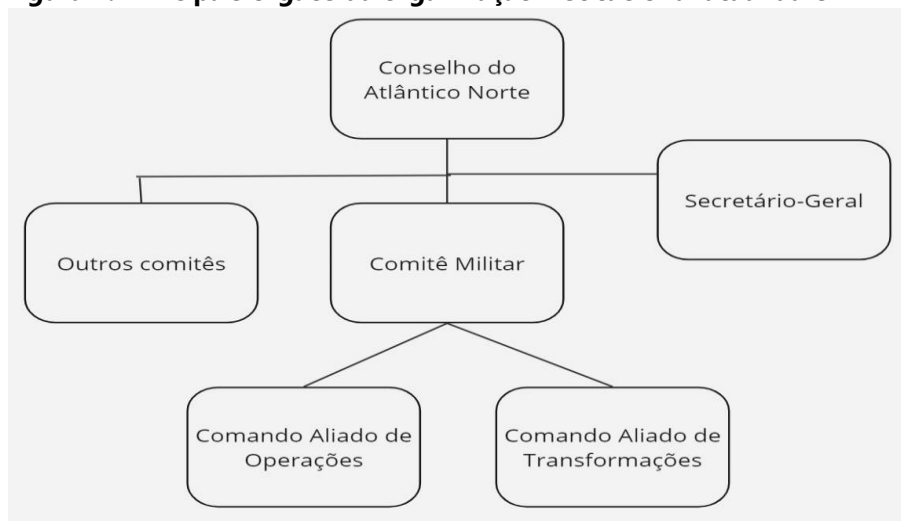 Conselho do
Atlântico Norte
Secretário-Geral
Outros comitês
Comitê Militar
Comando Aliado de
Operações
Comando Aliado de
Transformações